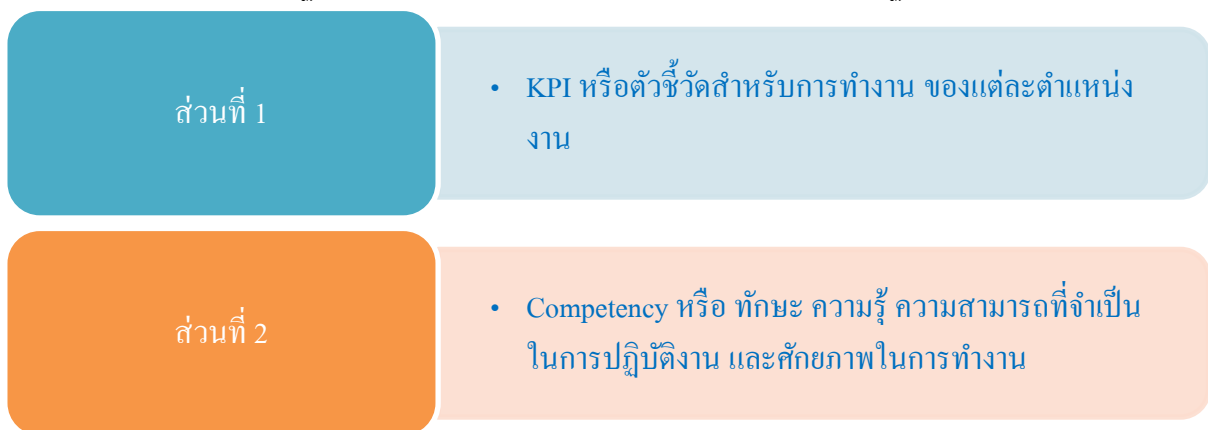 ส่วนที่ 1
• KPI หรือตัวชี้วัดสำหรับการทำงาน ของแต่ละตำแหน่ง
งาน
ส่วนที่ 2
• Competency หรือ ทักษะ ความรู้ ความสามารถที่จำเป็น
ในการปฏิบัติงาน และศักยภาพในการทำงาน